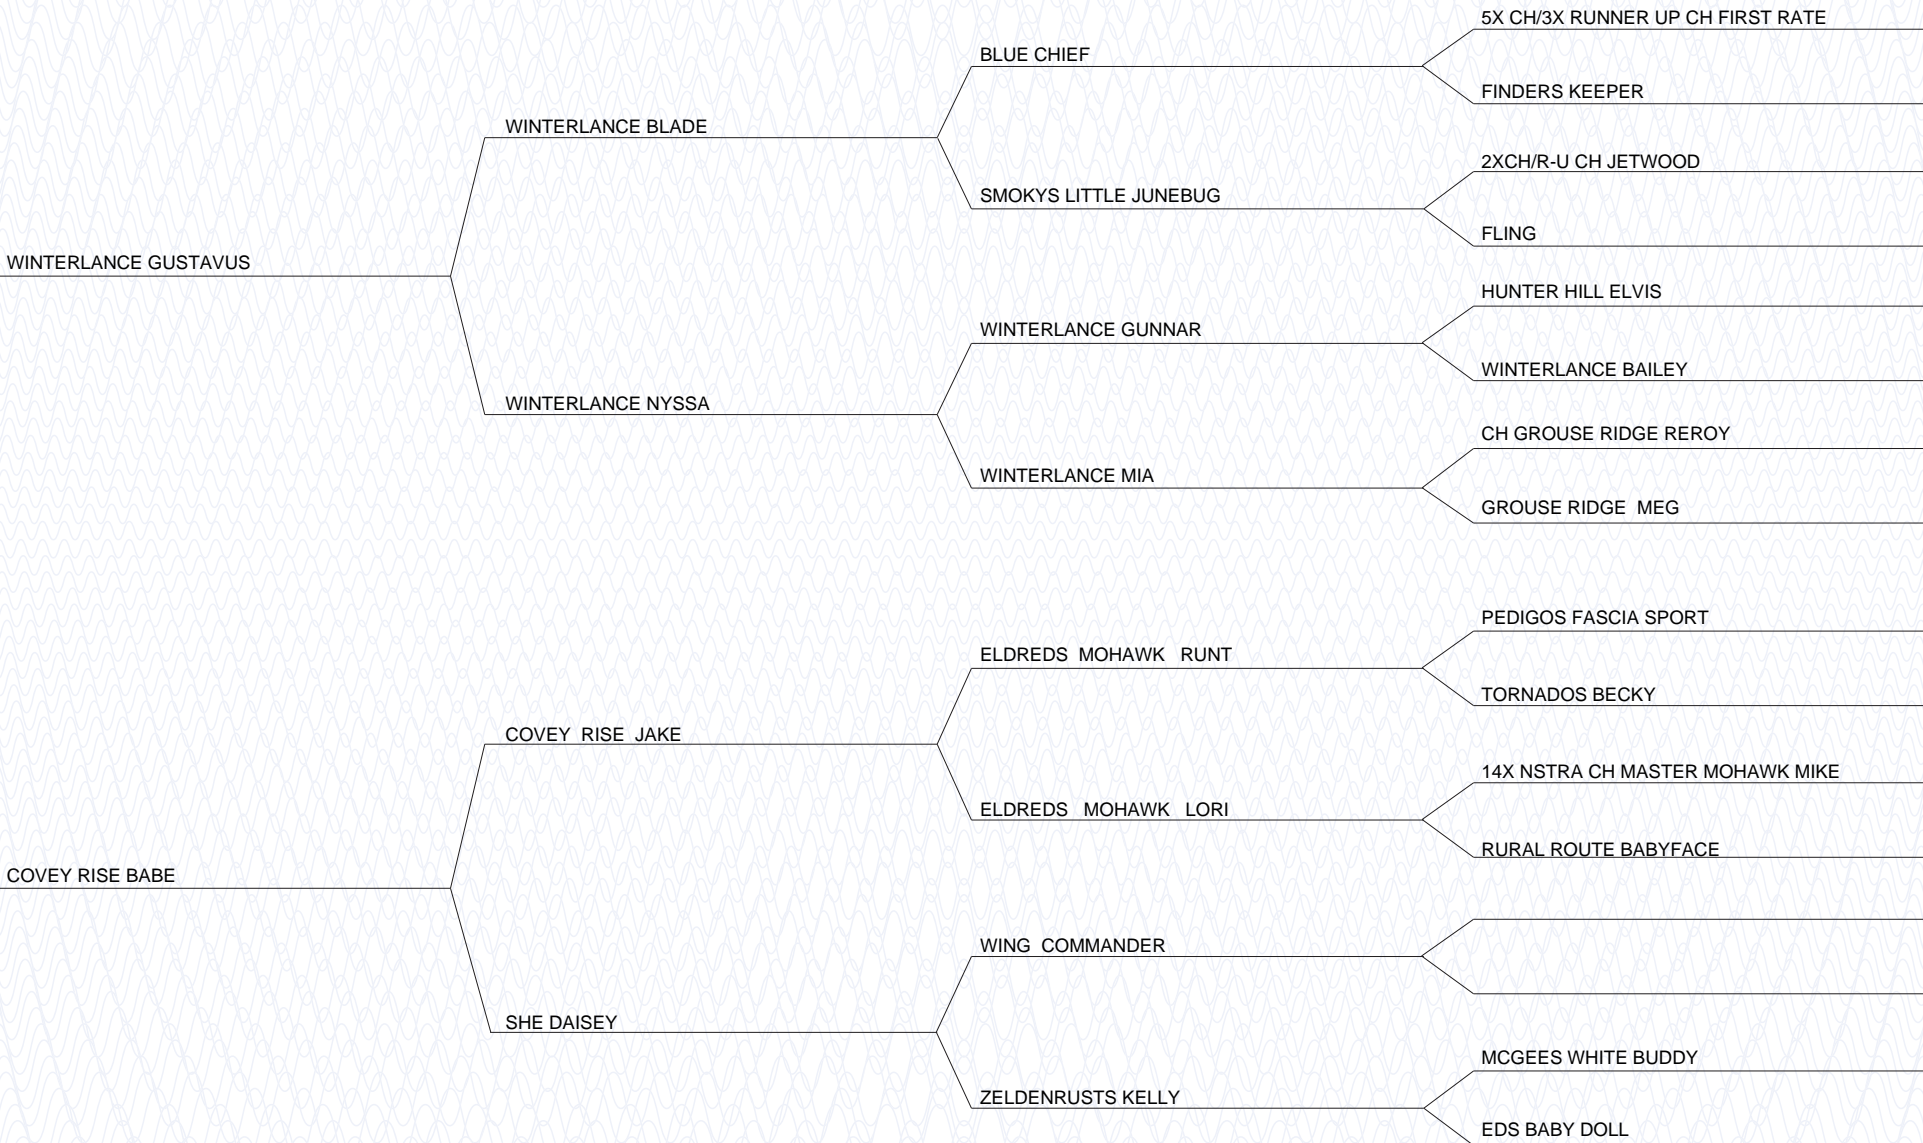 5X CH/3X RUNNER UP CH FIRST RATE
BLUE CHIEF
FINDERS KEEPER
WINTERLANCE BLADE
2XCH/R-U CH JETWOOD
SMOKYS LITTLE JUNEBUG
FLING
WINTERLANCE GUSTAVUS
HUNTER HILL ELVIS
WINTERLANCE GUNNAR
WINTERLANCE BAILEY
WINTERLANCE NYSSA
CH GROUSE RIDGE REROY
WINTERLANCE MIA
GROUSE RIDGE  MEG
PEDIGOS FASCIA SPORT
ELDREDS  MOHAWK   RUNT
TORNADOS BECKY
COVEY  RISE  JAKE
14X NSTRA CH MASTER MOHAWK MIKE
ELDREDS   MOHAWK   LORI
RURAL ROUTE BABYFACE
COVEY RISE BABE
WING  COMMANDER
SHE DAISEY
MCGEES WHITE BUDDY
ZELDENRUSTS KELLY
EDS BABY DOLL